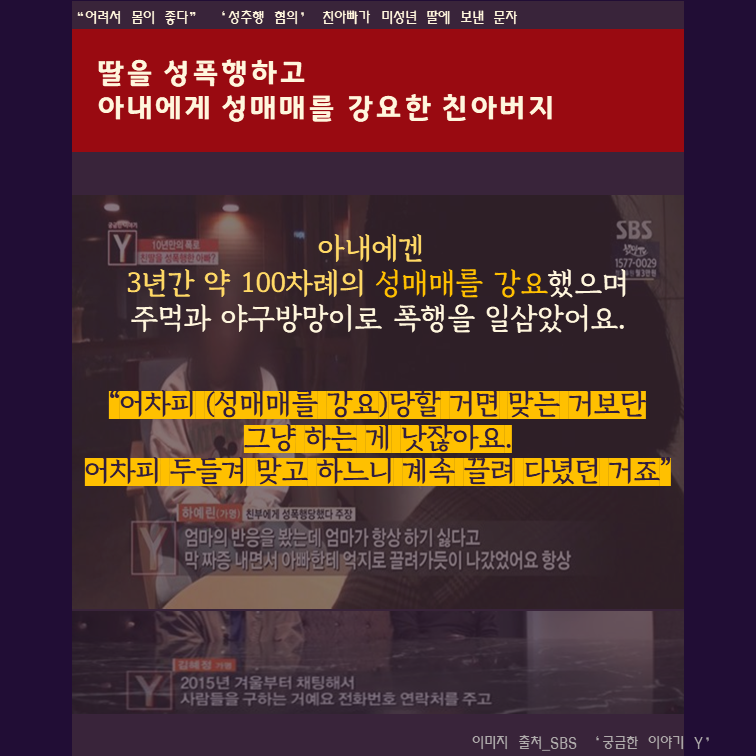 “어려서 몸이 좋다” ‘성추행 혐의’ 친아빠가 미성년 딸에 보낸 문자
딸을 성폭행하고
아내에게 성매매를 강요한 친아버지
궁금한이야기
Y
10년만의 폭로
친딸을 성폭행한 아빠?
SBS
1577-0029
월 3만원
아내에겐
3년간 약 100차례의 성매매를 강요했으며
주먹과 야구방망이로 폭행을 일삼았어요.
“어차피 (성매매를 강요)당할 거면 맞는 거보단
그냥 하는 게 낫잖아요.
어차피 두들겨 맞고 하느니 계속 끌려 다녔던 거죠”
하예린(가명) 친부에게 성폭행당했다 주장
Y
엄마의 반응을 봤는데 엄마가 항상 하기 싫다고
막 짜증 내면서 아빠한테 억지로 끌려가듯이 나갔었어요 항상
김혜정 가명
Y
2015년 겨울부터 채팅해서
사람들을 구하는 거예요 전화번호 연락처를 주고
이미지 출처_SBS ‘궁금한 이야기 Y’